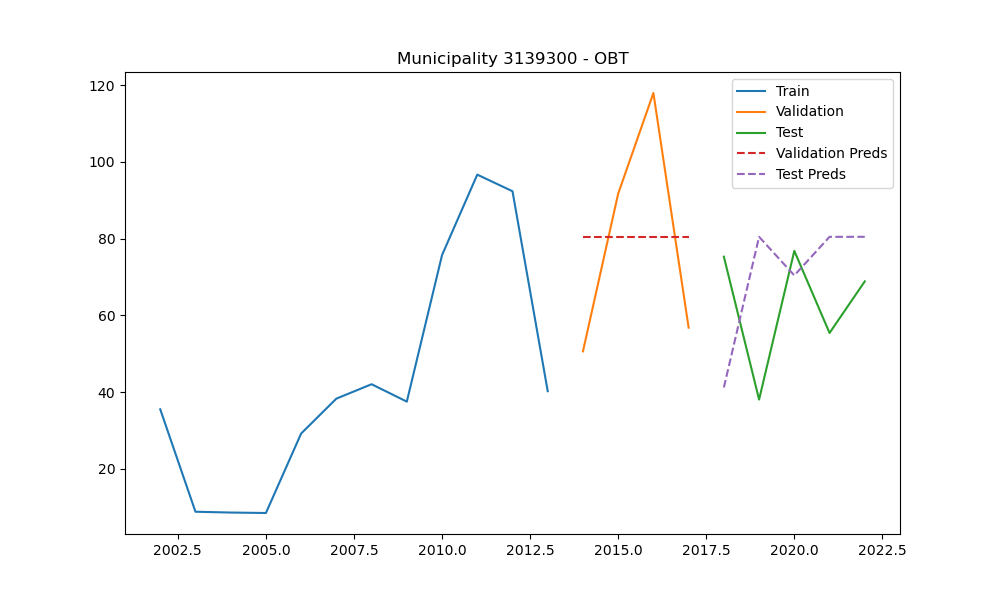 Municipality 3139300 - OBT
120
100
80
60
40
20
Train
Validation
Test
Validation Preds
Test Preds
2002.5 2005.0 2007.5 2010.0 2012.5 2015.0 2017.5 2020.0 2022.5